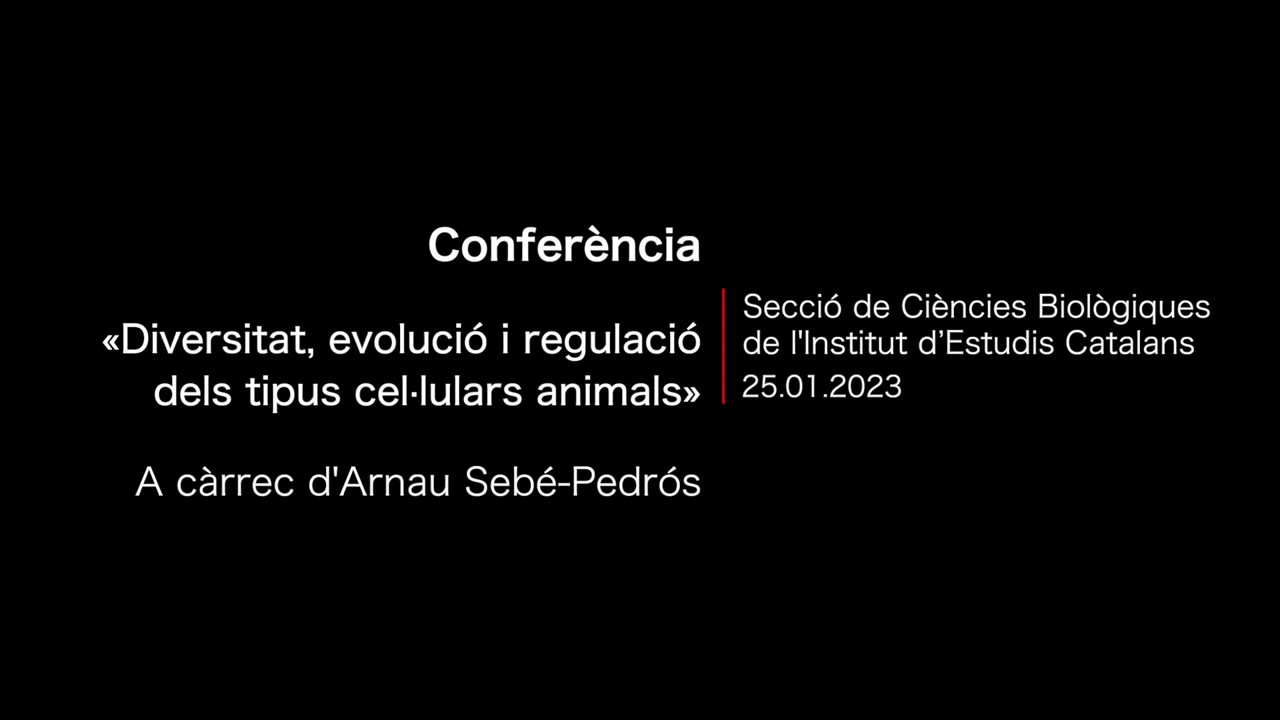 Conferència
«Diversitat, evolució i regulació
dels tipus cel·lulars animals»
A càrrec d'Arnau Sebé-Pedrós
Secció de Ciències Biològiques
de l'Institut d’Estudis Catalans
25.01.2023